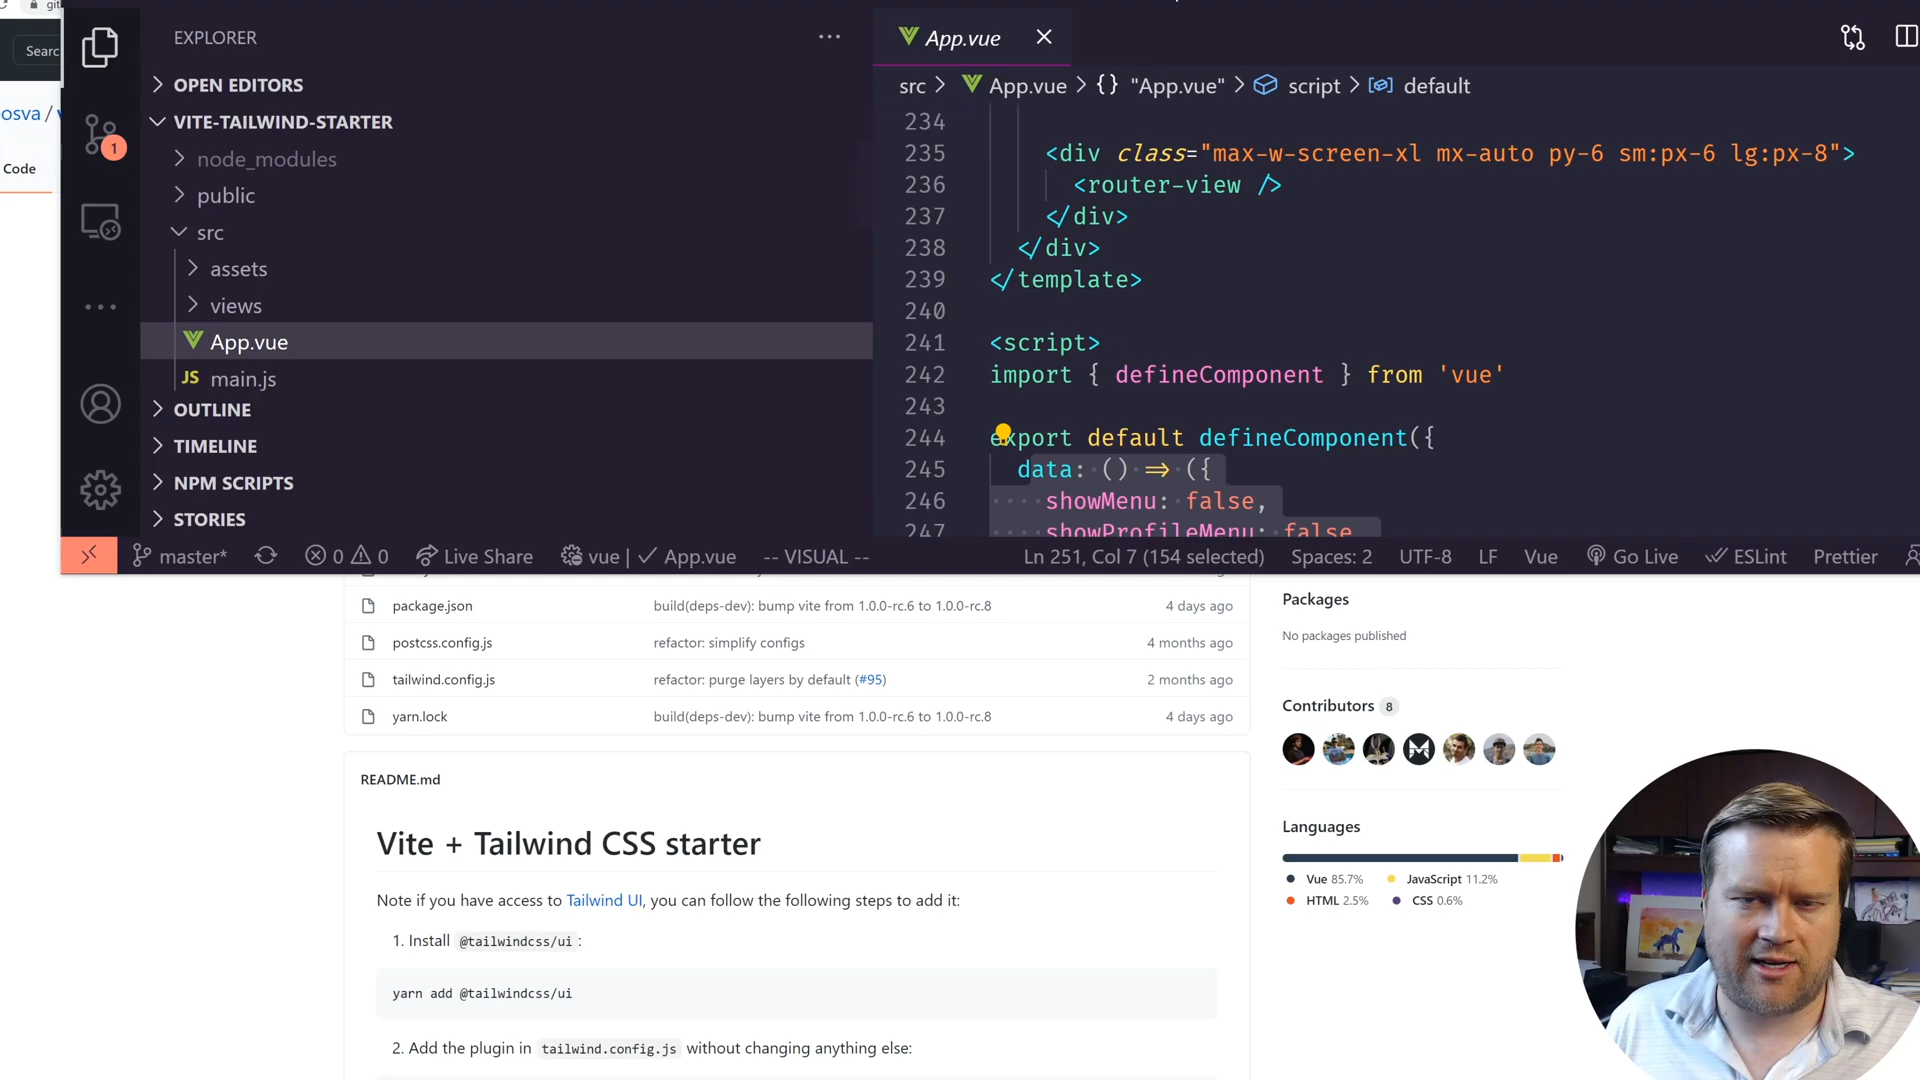 git
Searc
osva /
Code
EXPLORER
OPEN EDITORS
VITE-TAILWIND-STARTER
node_modules
public
src
assets
views
App.vue
JS main.js
OUTLINE
TIMELINE
NPM SCRIPTS
STORIES
1
App.vue
src > App.vue > {} "App.vue" > script > default
234
235 <div class="max-w-screen-xl mx-auto py-6 sm:px-6 lg:px-8">
236 <router-view />
237 </div>
238 </div>
239 </template>
240
241 <script>
242 import { defineComponent } from 'vue'
243
244 export default defineComponent({
245 data: () => ({
246 showMenu: false,
247 showProfileMenu: false
master* 0 0 Live Share vue | App.vue -- VISUAL -- Ln 251, Col 7 (154 selected) Spaces: 2 UTF-8 LF Vue Go Live ESLint Prettier
package.json build(deps-dev): bump vite from 1.0.0-rc.6 to 1.0.0-rc.8 4 days ago
postcss.config.js refactor: simplify configs 4 months ago
tailwind.config.js refactor: purge layers by default (#95) 2 months ago
yarn.lock build(deps-dev): bump vite from 1.0.0-rc.6 to 1.0.0-rc.8 4 days ago
README.md
Vite + Tailwind CSS starter
Note if you have access to Tailwind UI, you can follow the following steps to add it:
1. Install @tailwindcss/ui :
yarn add @tailwindcss/ui
2. Add the plugin in tailwind.config.js without changing anything else:
Packages
No packages published
Contributors 8
Languages
Vue 85.7% JavaScript 11.2%
HTML 2.5% CSS 0.6%